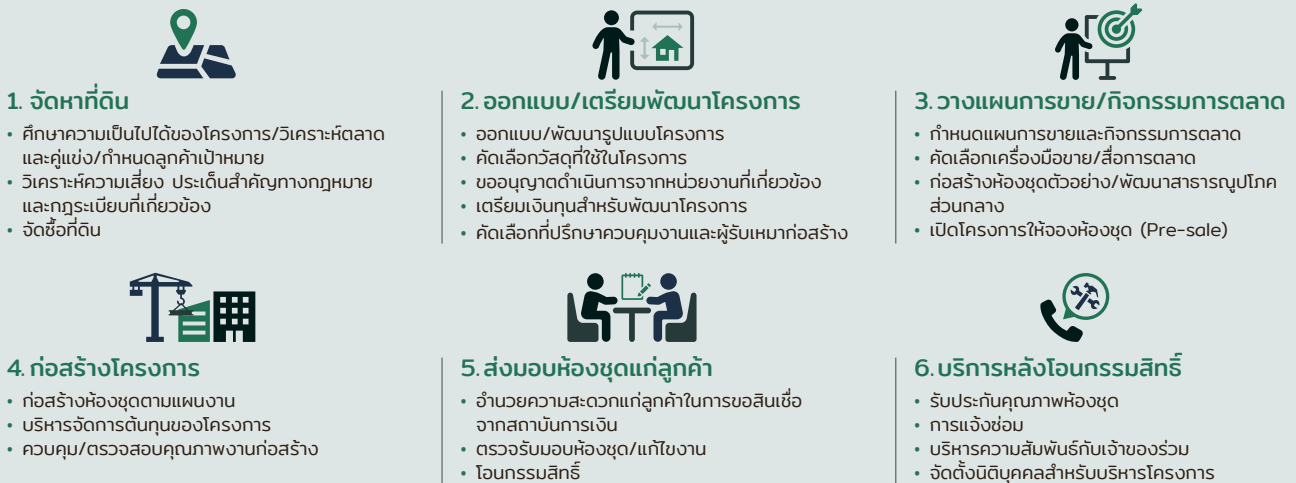 1. จัดหาที่ดิน
• ศึกษาความเป็นไปได้ของโครงการ/วิเคราะห์ตลาด
และคู่แข่ง/กำหนดลูกค้าเป้าหมาย
• วิเคราะห์ความเสี่ยง ประเด็นสำคัญทางกฎหมาย
และกฎระเบียบที่เกี่ยวข้อง
• จัดซื้อที่ดิน
2. ออกแบบ/เตรียมพัฒนาโครงการ
• ออกแบบ/พัฒนารูปแบบโครงการ
• คัดเลือกวัสดุที่ใช้ในโครงการ
• ขออนุญาตดำเนินการจากหน่วยงานที่เกี่ยวข้อง
• เตรียมเงินทุนสำหรับพัฒนาโครงการ
• คัดเลือกที่ปรึกษาควบคุมงานและผู้รับเหมาก่อสร้าง
3. วางแผนการขาย/กิจกรรมการตลาด
• กำหนดแผนการขายและกิจกรรมการตลาด
• คัดเลือกเครื่องมือขาย/สื่อการตลาด
• ก่อสร้างห้องชุดตัวอย่าง/พัฒนาสาธารณูปโภค
ส่วนกลาง
• เปิดโครงการให้จองห้องชุด (Pre-sale)
4. ก่อสร้างโครงการ
• ก่อสร้างห้องชุดตามแผนงาน
• บริหารจัดการต้นทุนของโครงการ
• ควบคุม/ตรวจสอบคุณภาพงานก่อสร้าง
5. ส่งมอบห้องชุดแก่ลูกค้า
• อำนวยความสะดวกแก่ลูกค้าในการขอสินเชื่อ
จากสถาบันการเงิน
• ตรวจรับมอบห้องชุด/แก้ไขงาน
• โอนกรรมสิทธิ์
6. บริการหลังโอนกรรมสิทธิ์
• รับประกันคุณภาพห้องชุด
• การแจ้งซ่อม
• บริหารความสัมพันธ์กับเจ้าของร่วม
• จัดตั้งนิติบุคคลสำหรับบริหารโครงการ